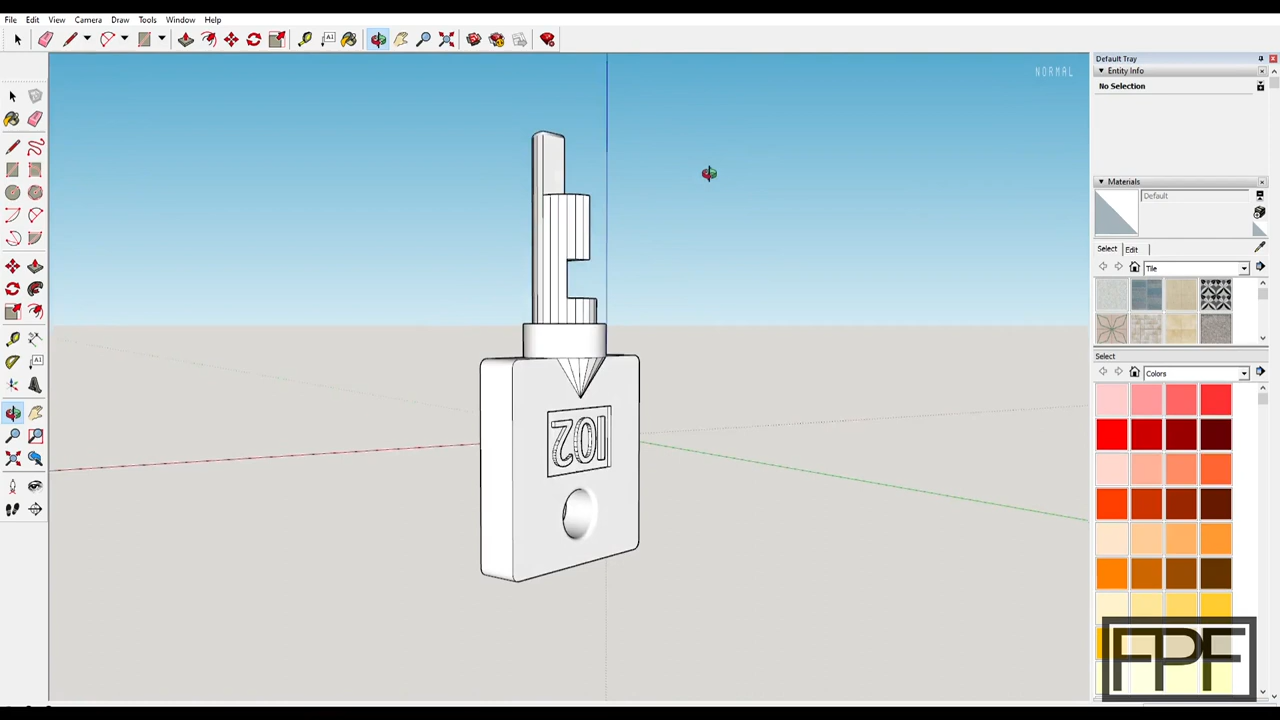 File Edit View Camera Draw Tools Window Help
Default Tray
NORMAL
Entity Info
No Selection
Materials
Default
Select Edit
Tile
Select
Colors
102
FPF